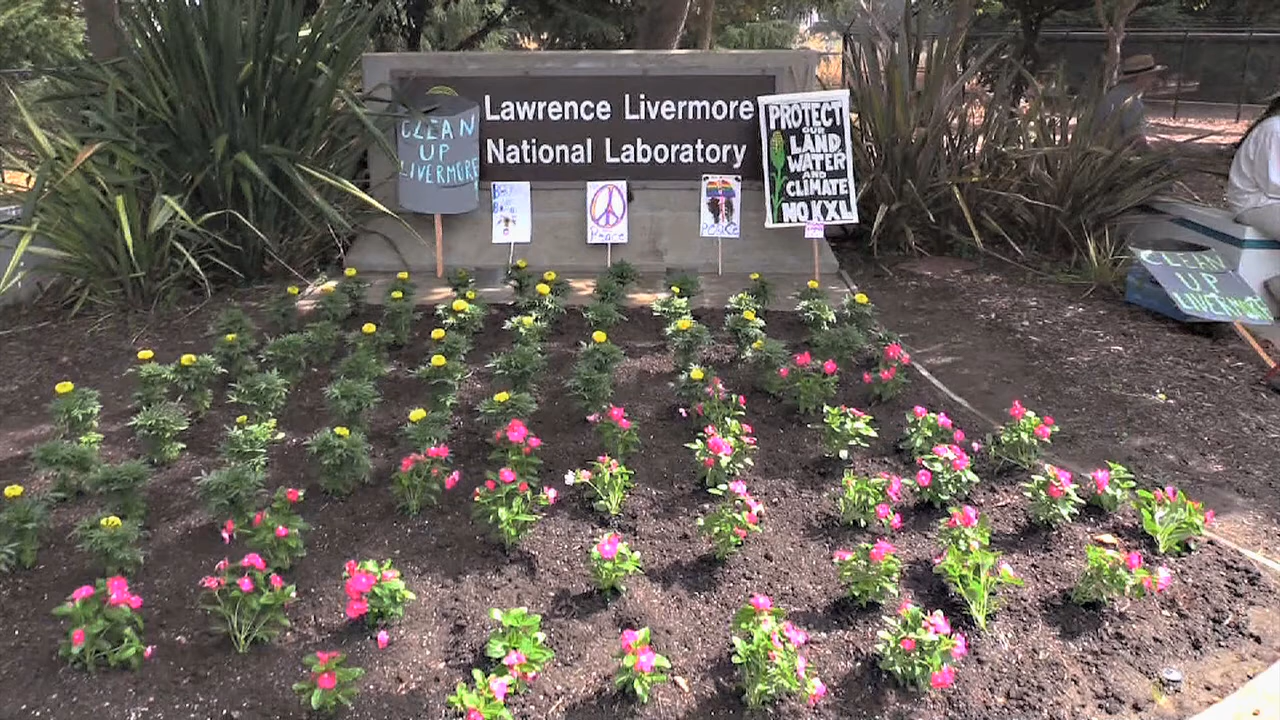 Lawrence Livermore
National Laboratory
CLEAN
UP
LIVERMORE
PROTECT
OUR
LAND
WATER
AND
CLIMATE
NO KXL
Peace
PEACE
CLEAN
UP
LIVERMORE